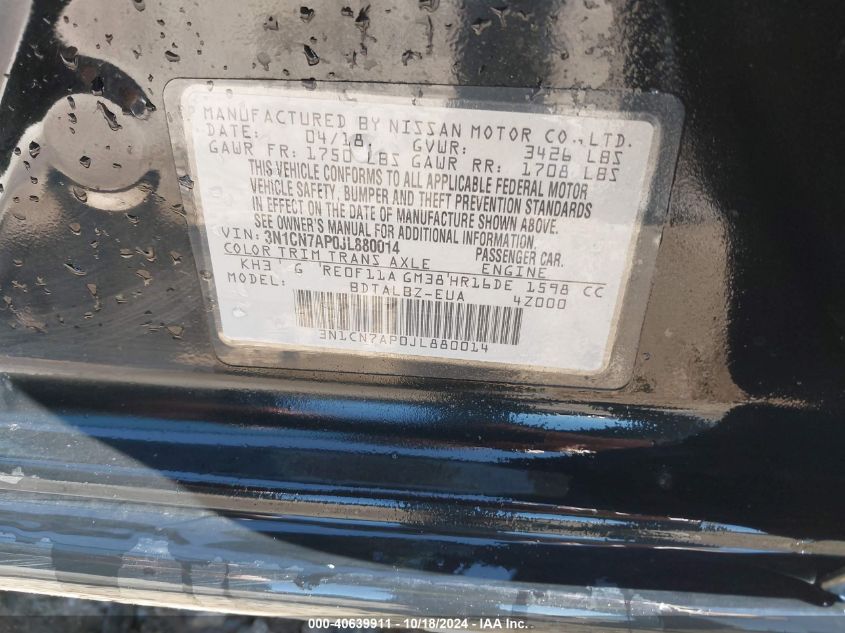 MANUFACTURED BY NISSAN MOTOR CO., LTD.
DATE: 04/18 GVWR: 3426 LBS
GAWR FR: 1750 LBS GAWR RR: 1708 LBS
THIS VEHICLE CONFORMS TO ALL APPLICABLE FEDERAL MOTOR
VEHICLE SAFETY, BUMPER AND THEFT PREVENTION STANDARDS
IN EFFECT ON THE DATE OF MANUFACTURE SHOWN ABOVE.
SEE OWNER'S MANUAL FOR ADDITIONAL INFORMATION.
VIN: 3N1CN7AP0JL880014 PASSENGER CAR.
COLOR TRIM TRANS AXLE ENGINE
KH3 G RE0F11A GM38 HR16DE 1598 CC
MODEL: BDTALBZ-EUA 4Z000
3N1CN7AP0JL880014
000-40639911 - 10/18/2024 - IAA Inc.